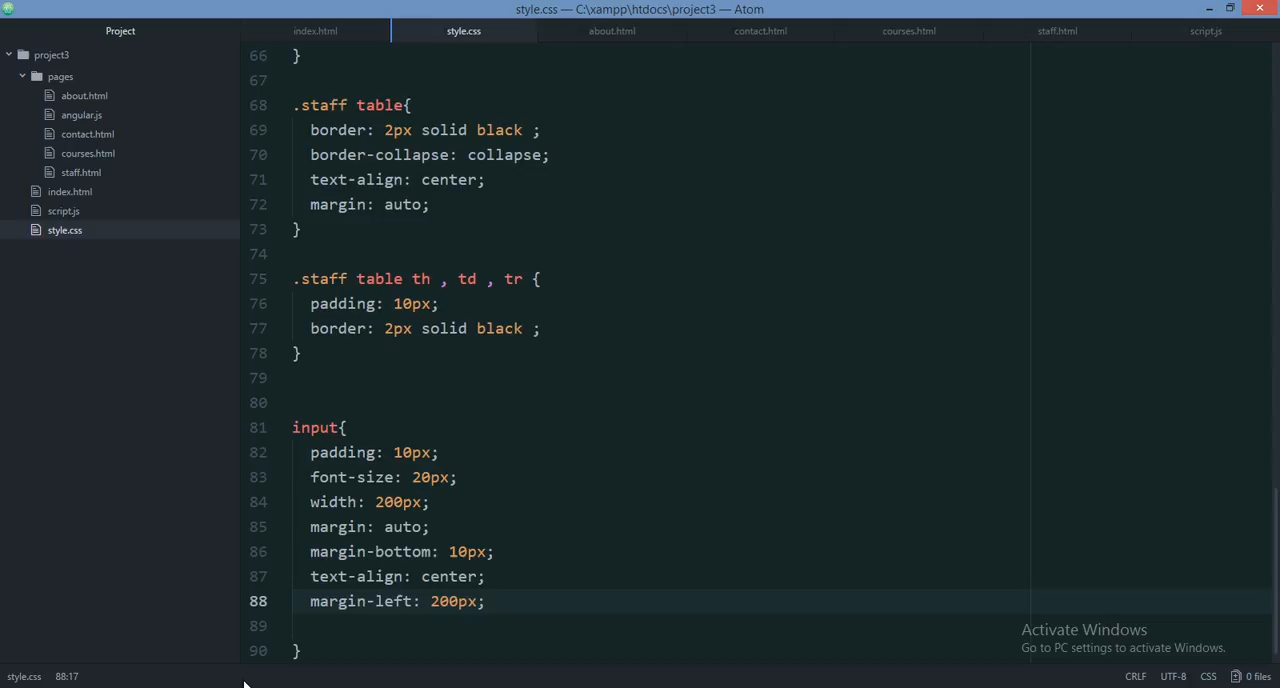 style.css — C:\xampp\htdocs\project3 — Atom
Project
index.html
style.css
about.html
contact.html
courses.html
staff.html
script.js
project3
pages
about.html
angular.js
contact.html
courses.html
staff.html
index.html
script.js
style.css
66 }
67
68 .staff table{
69 border: 2px solid black ;
70 border-collapse: collapse;
71 text-align: center;
72 margin: auto;
73 }
74
75 .staff table th , td , tr {
76 padding: 10px;
77 border: 2px solid black ;
78 }
79
80
81 input{
82 padding: 10px;
83 font-size: 20px;
84 width: 200px;
85 margin: auto;
86 margin-bottom: 10px;
87 text-align: center;
88 margin-left: 200px;
89
90 }
Activate Windows
Go to PC settings to activate Windows.
style.css 88:17
CRLF UTF-8 CSS 0 files